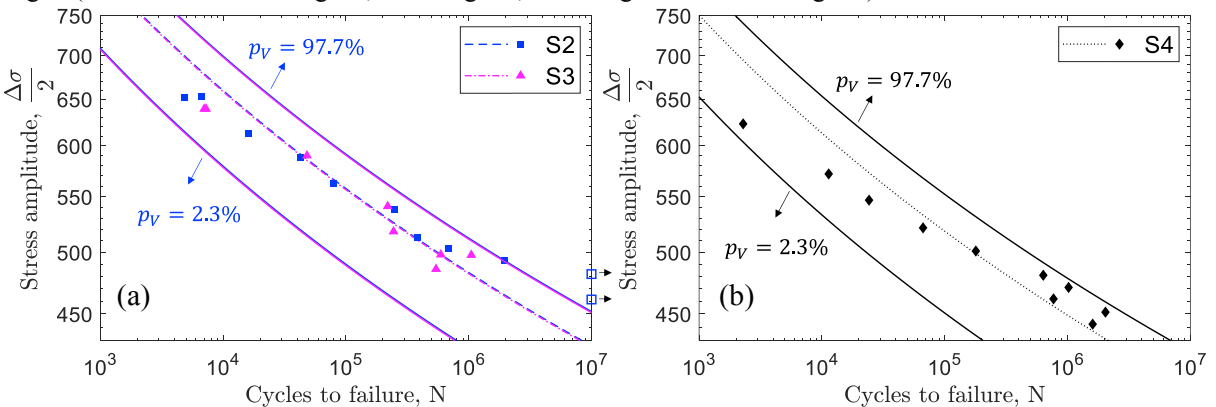 750
700
650
600
550
500
450
Stress amplitude, Δσ/2
p_V = 97.7%
p_V = 2.3%
S2
S3
(a)
10^3 10^4 10^5 10^6 10^7
Cycles to failure, N
750
700
650
600
550
500
450
Stress amplitude, Δσ/2
p_V = 97.7%
p_V = 2.3%
S4
(b)
10^3 10^4 10^5 10^6 10^7
Cycles to failure, N